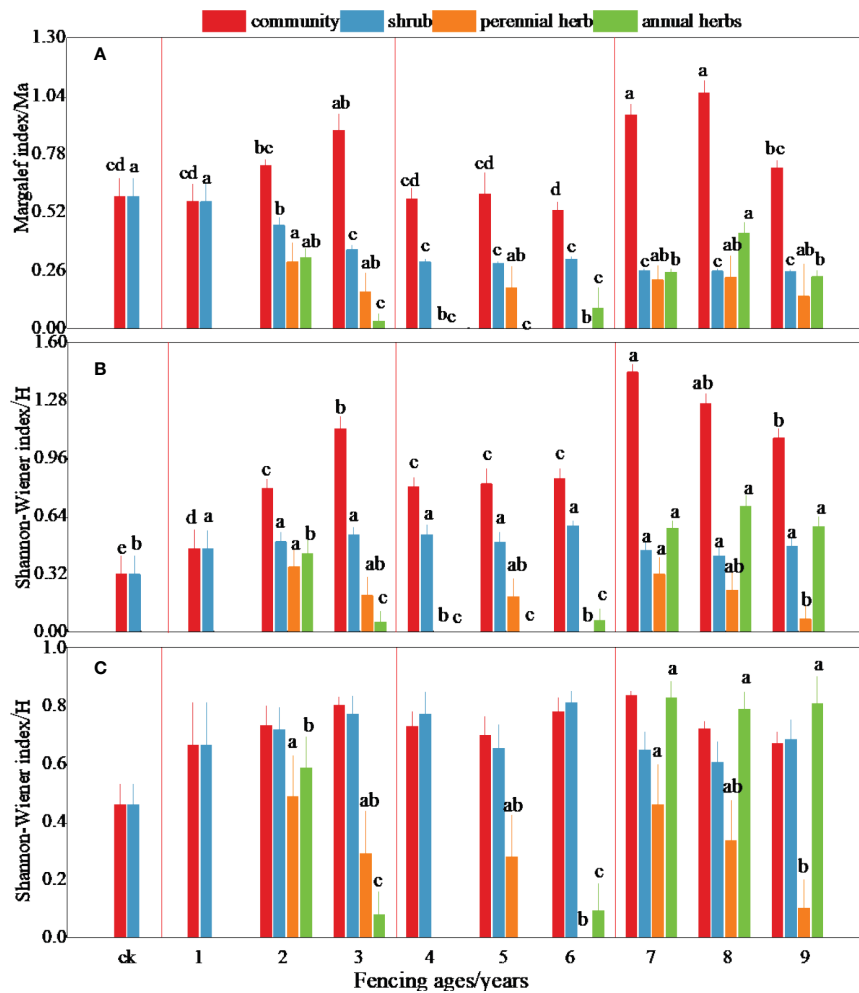 community shrub perennial herb annual herbs
A
Margalef index/Ma
1.30
1.04
0.78
0.52
0.26
0.00
cd a
cd a
bc b a ab
ab c ab c
cd c b c
cd c ab c
d c b c
a c ab b
a c ab a
bc c ab b
B
Shannon-Wiener index/H
1.60
1.28
0.96
0.64
0.32
0.00
e b
d a
c a a b
b a ab c
c a b c
c a ab c
c a b c
a a a a
ab a ab a
b a b a
C
Shannon-Wiener index/H
1.0
0.8
0.6
0.4
0.2
0.0
a b
ab c
ab
b c
a a
ab a
b a
ck 1 2 3 4 5 6 7 8 9
Fencing ages/years